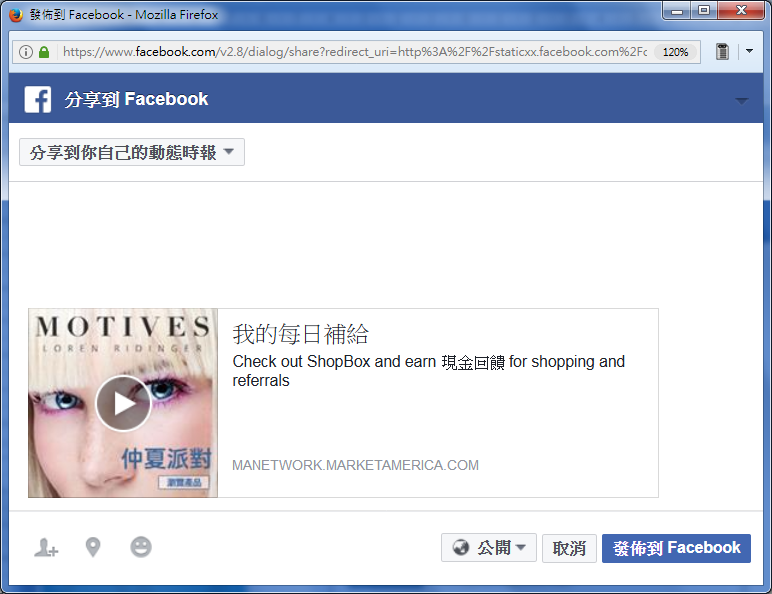 發佈到 Facebook - Mozilla Firefox
https://www.facebook.com/v2.8/dialog/share?redirect_uri=http%3A%2F%2Fstaticxx.facebook.com%2Fc
120%
分享到 Facebook
分享到你自己的動態時報
MOTIVES
LOREN RIDINGER
仲夏派對
瀏覽產品
我的每日補給
Check out ShopBox and earn 現金回饋 for shopping and
referrals
MANETWORK.MARKETAMERICA.COM
公開
取消
發佈到 Facebook